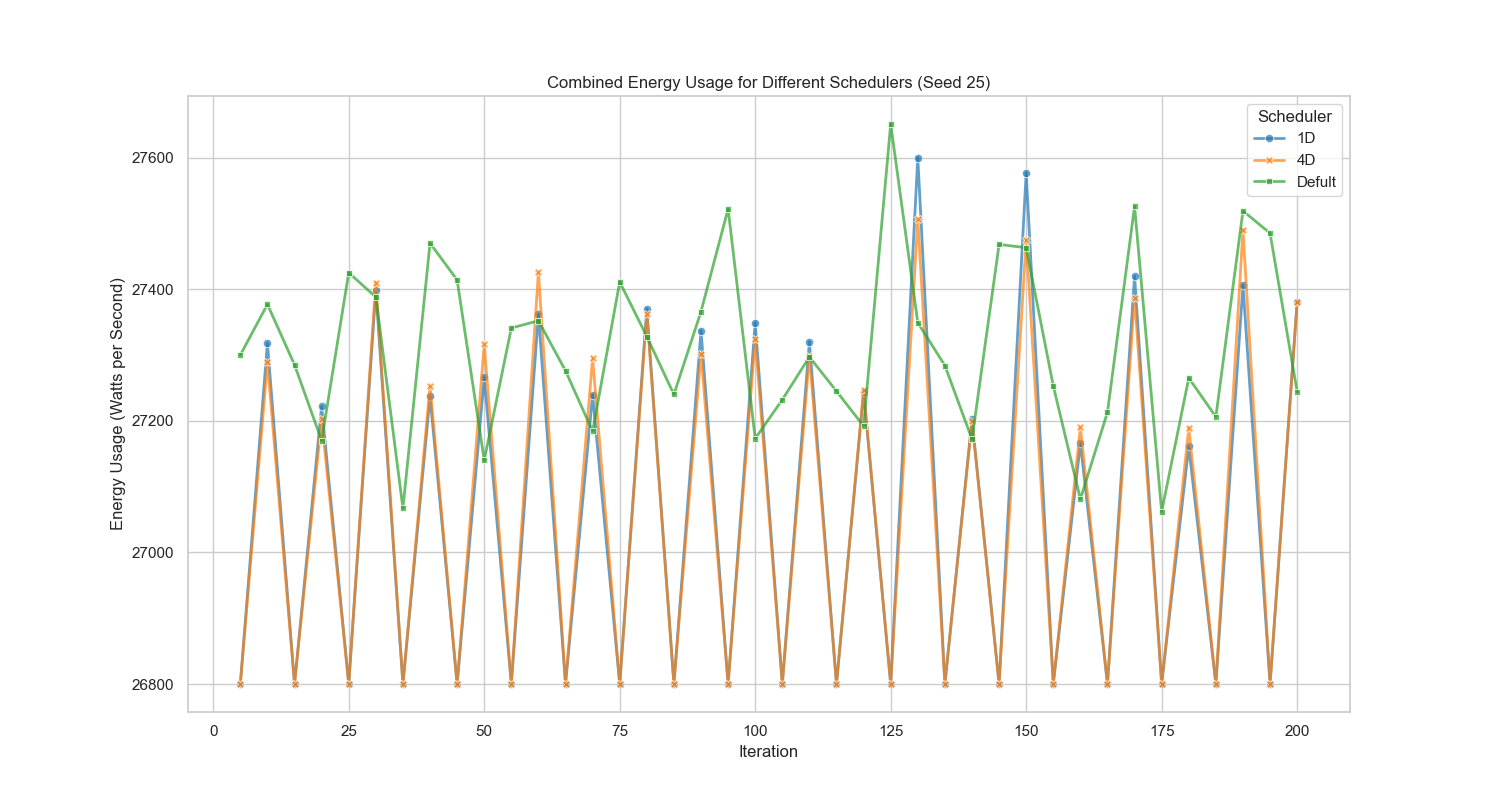 Combined Energy Usage for Different Schedulers (Seed 25)
Scheduler
1D
4D
Defult
Energy Usage (Watts per Second)
27600
27400
27200
27000
26800
0 25 50 75 100 125 150 175 200
Iteration